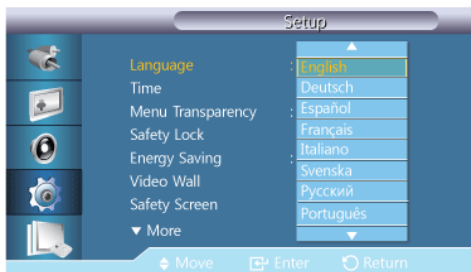 Setup
Language : English
Time Deutsch
Menu Transparency : Español
Safety Lock Français
Energy Saving : Italiano
Video Wall Svenska
Safety Screen Русский
▼ More Português
Move Enter Return